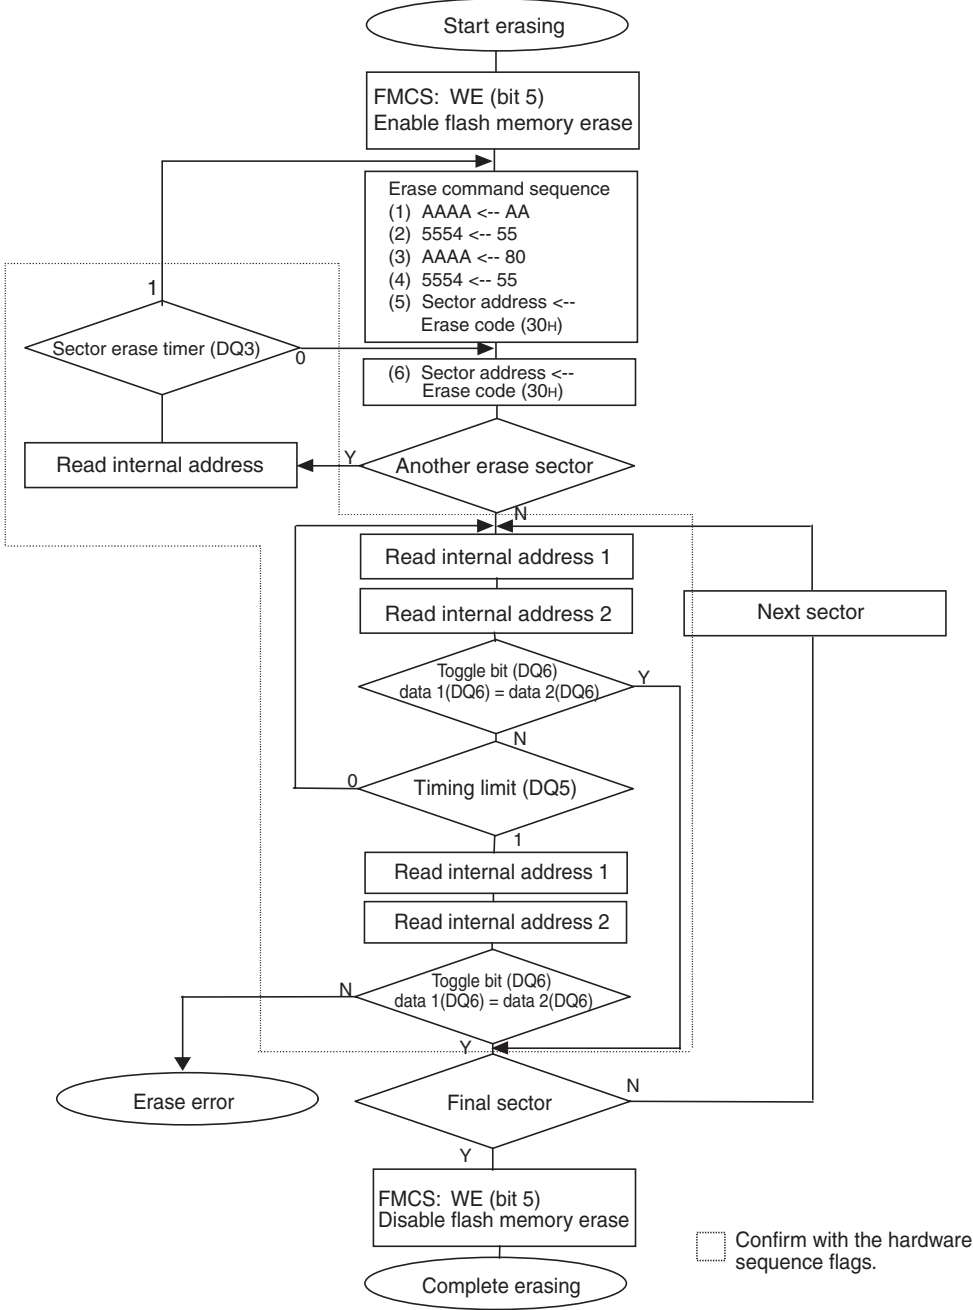 Start erasing
FMCS: WE (bit 5)
Enable flash memory erase
Erase command sequence
(1) AAAA <-- AA
(2) 5554 <-- 55
(3) AAAA <-- 80
(4) 5554 <-- 55
(5) Sector address <--
Erase code (30H)
1
Sector erase timer (DQ3)
0
(6) Sector address <--
Erase code (30H)
Read internal address
Y
Another erase sector
N
Read internal address 1
Read internal address 2
Next sector
Toggle bit (DQ6)
data 1(DQ6) = data 2(DQ6)
Y
N
0
Timing limit (DQ5)
1
Read internal address 1
Read internal address 2
Toggle bit (DQ6)
data 1(DQ6) = data 2(DQ6)
N
Y
Erase error
Final sector
N
Y
FMCS: WE (bit 5)
Disable flash memory erase
Complete erasing
Confirm with the hardware
sequence flags.